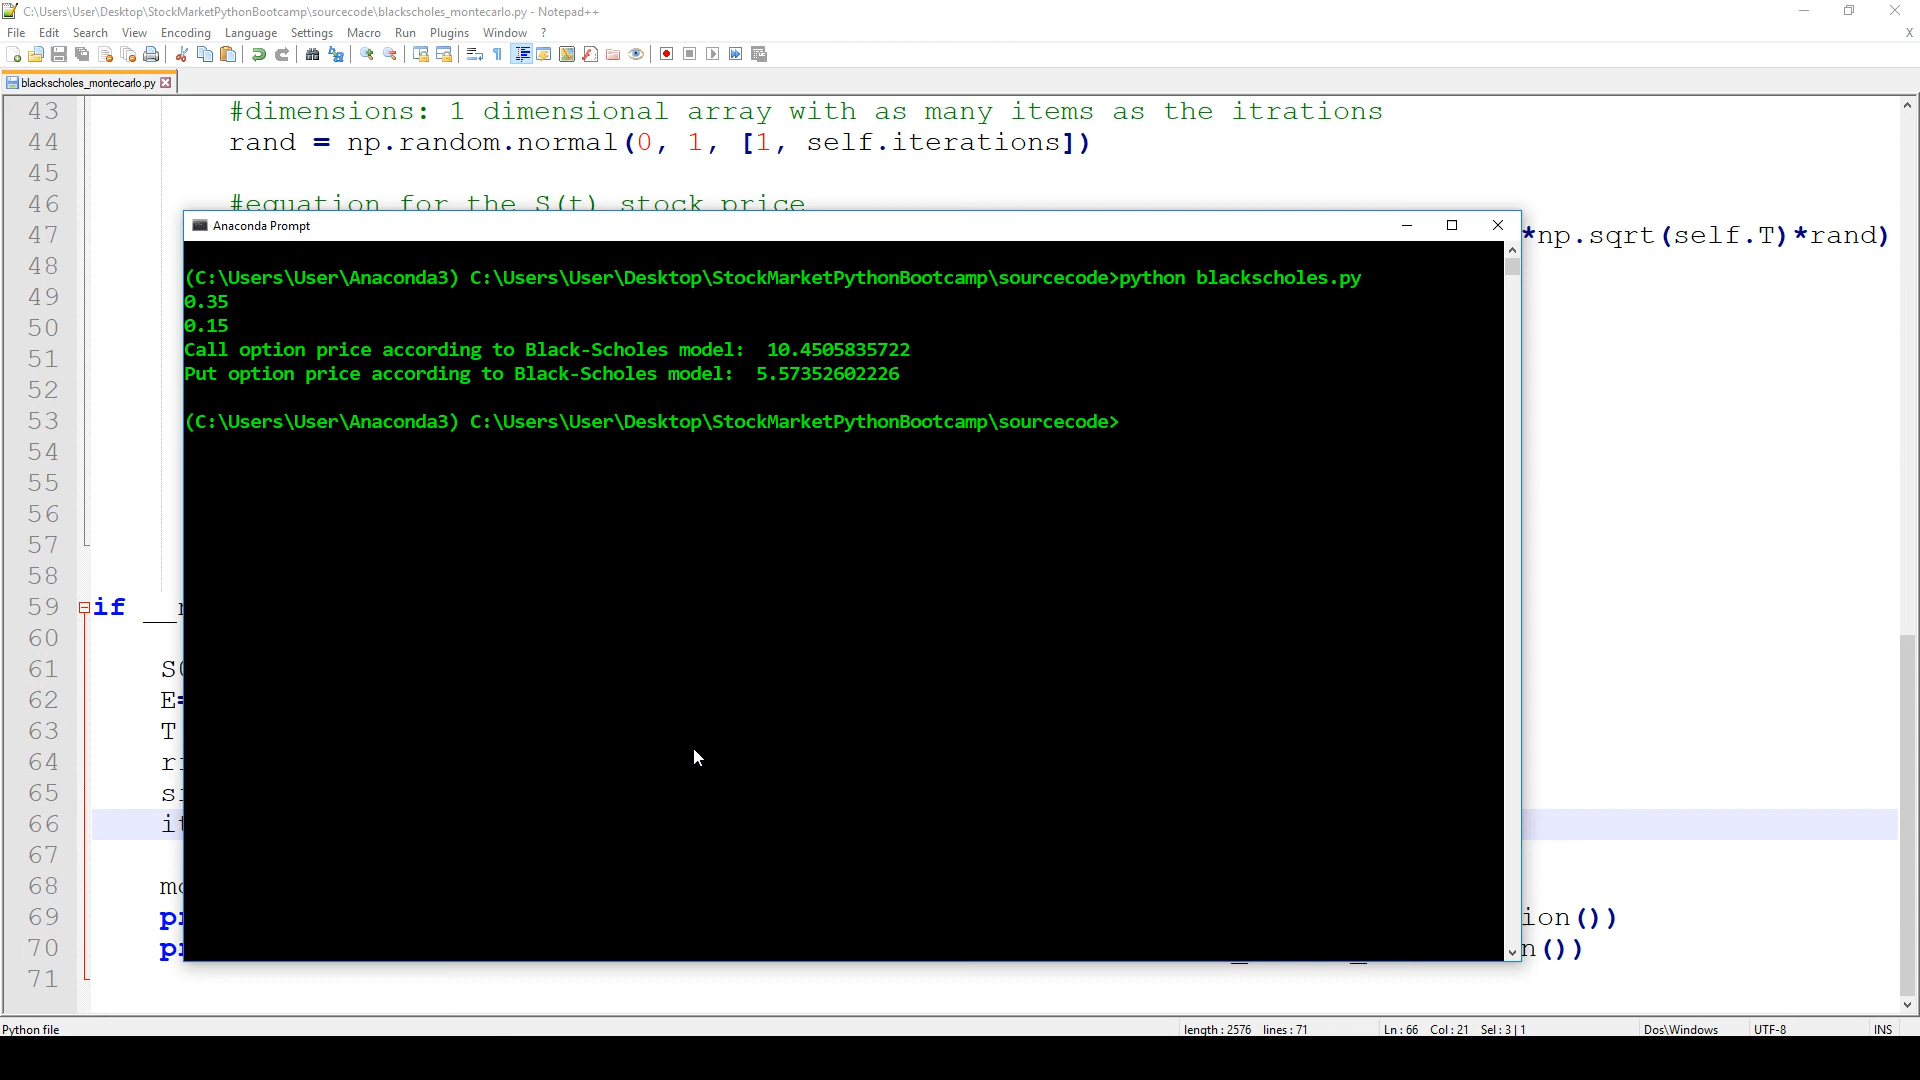 C:\Users\User\Desktop\StockMarketPythonBootcamp\sourcecode\blackscholes_montecarlo.py - Notepad++
File Edit Search View Encoding Language Settings Macro Run Plugins Window ? X
blackscholes_montecarlo.py
43 #dimensions: 1 dimensional array with as many items as the itrations
44 rand = np.random.normal(0, 1, [1, self.iterations])
45
46 #equation for the S(t) stock price
Anaconda Prompt
47 *np.sqrt(self.T)*rand)
48
(C:\Users\User\Anaconda3) C:\Users\User\Desktop\StockMarketPythonBootcamp\sourcecode>python blackscholes.py
49
0.35
50
0.15
51
Call option price according to Black-Scholes model:  10.4505835722
52
Put option price according to Black-Scholes model:  5.57352602226
53
(C:\Users\User\Anaconda3) C:\Users\User\Desktop\StockMarketPythonBootcamp\sourcecode>
54
55
56
57
58
59 if
60
61 S
62 E=
63 T
64
65
66
67
68
69 ion())
70 n())
71
Python file length : 2576 lines : 71 Ln : 66 Col : 21 Sel : 3 | 1 Dos\Windows UTF-8 INS